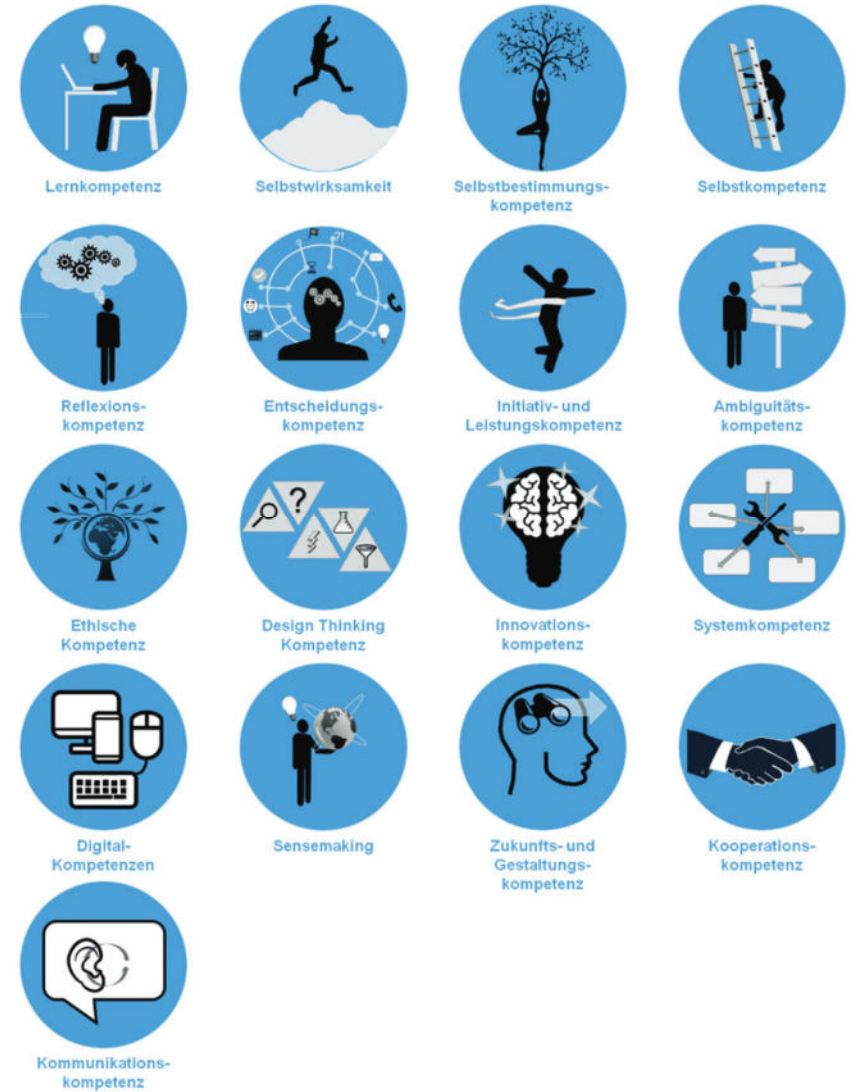 Lernkompetenz
Selbstwirksamkeit
Selbstbestimmungs-
kompetenz
Selbstkompetenz
?!
Reflexions-
kompetenz
Entscheidungs-
kompetenz
Initiativ- und
Leistungskompetenz
Ambiguitäts-
kompetenz
?
Ethische
Kompetenz
Design Thinking
Kompetenz
Innovations-
kompetenz
Systemkompetenz
Digital-
Kompetenzen
Sensemaking
Zukunfts- und
Gestaltungs-
kompetenz
Kooperations-
kompetenz
Kommunikations-
kompetenz